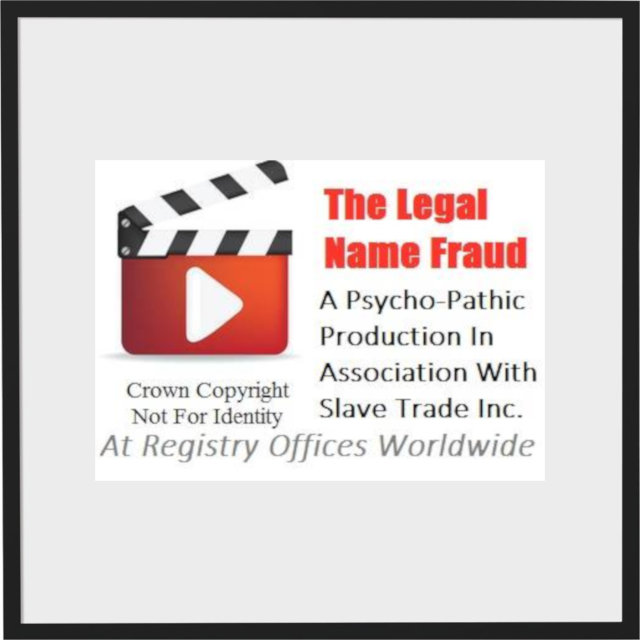 The Legal
Name Fraud
A Psycho-Pathic
Production In
Association With
Slave Trade Inc.
Crown Copyright
Not For Identity
At Registry Offices Worldwide